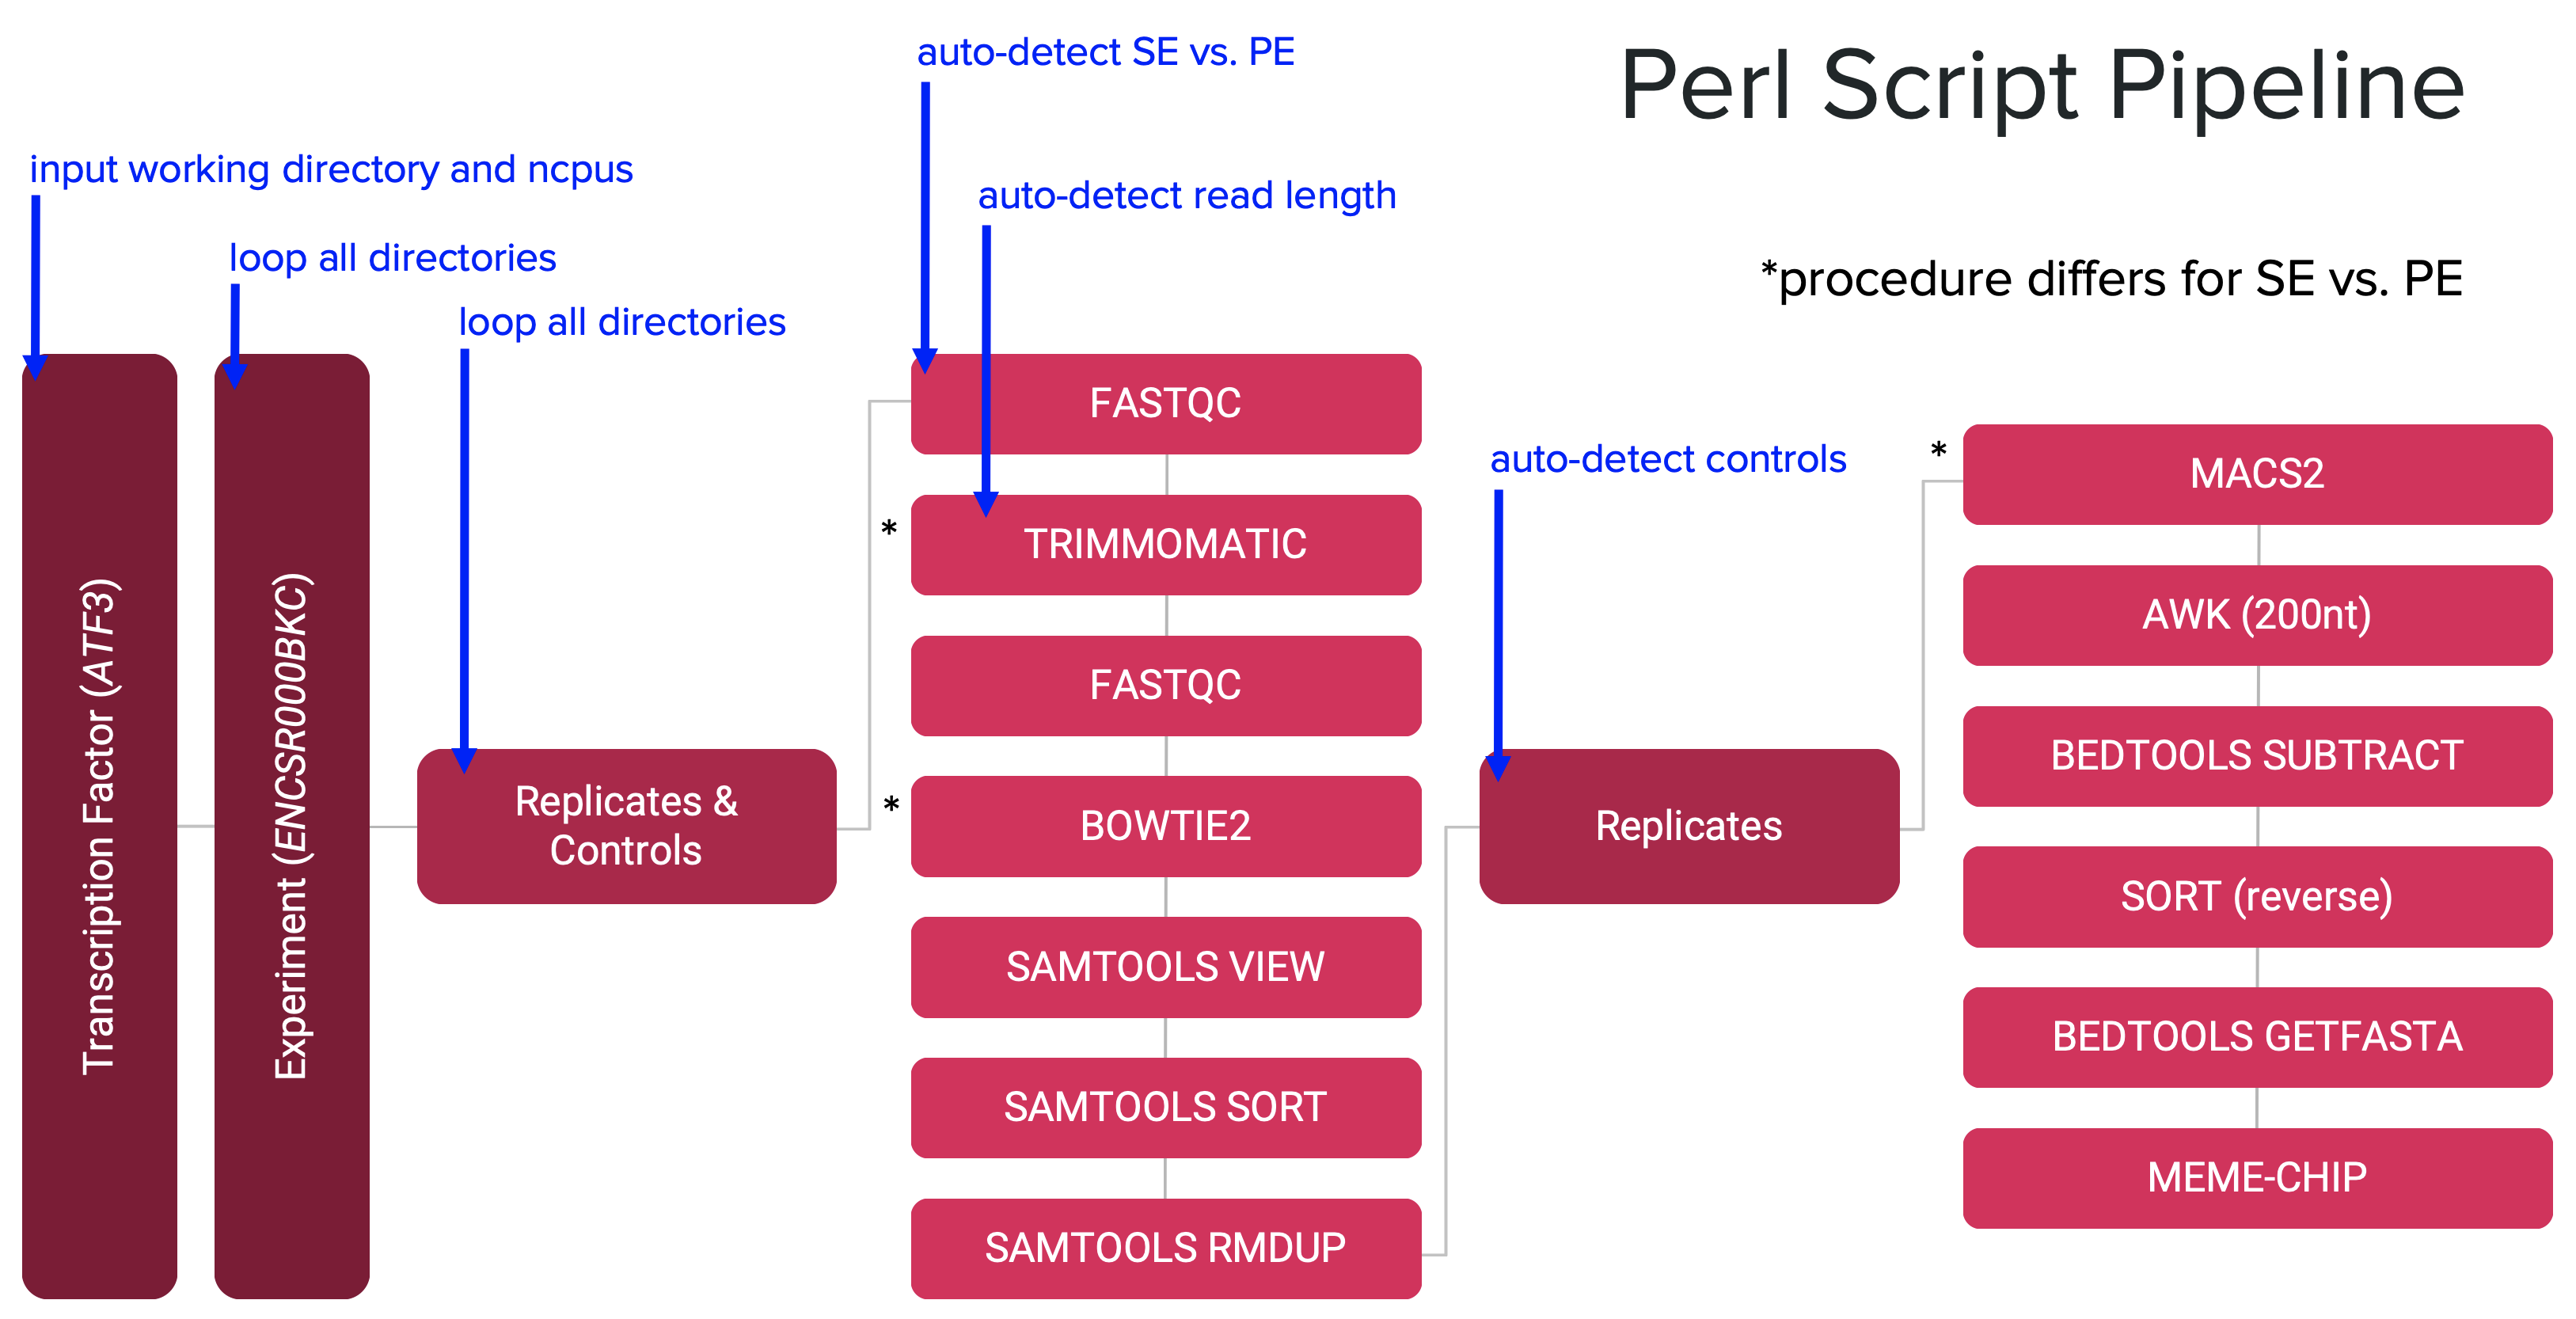 Perl Script Pipeline
*procedure differs for SE vs. PE
input working directory and ncpus
loop all directories
loop all directories
auto-detect SE vs. PE
auto-detect read length
auto-detect controls
Transcription Factor (ATF3)
Experiment (ENCSR000BKC)
Replicates &
Controls
FASTQC
*
TRIMMOMATIC
FASTQC
*
BOWTIE2
SAMTOOLS VIEW
SAMTOOLS SORT
SAMTOOLS RMDUP
Replicates
*
MACS2
AWK (200nt)
BEDTOOLS SUBTRACT
SORT (reverse)
BEDTOOLS GETFASTA
MEME-CHIP